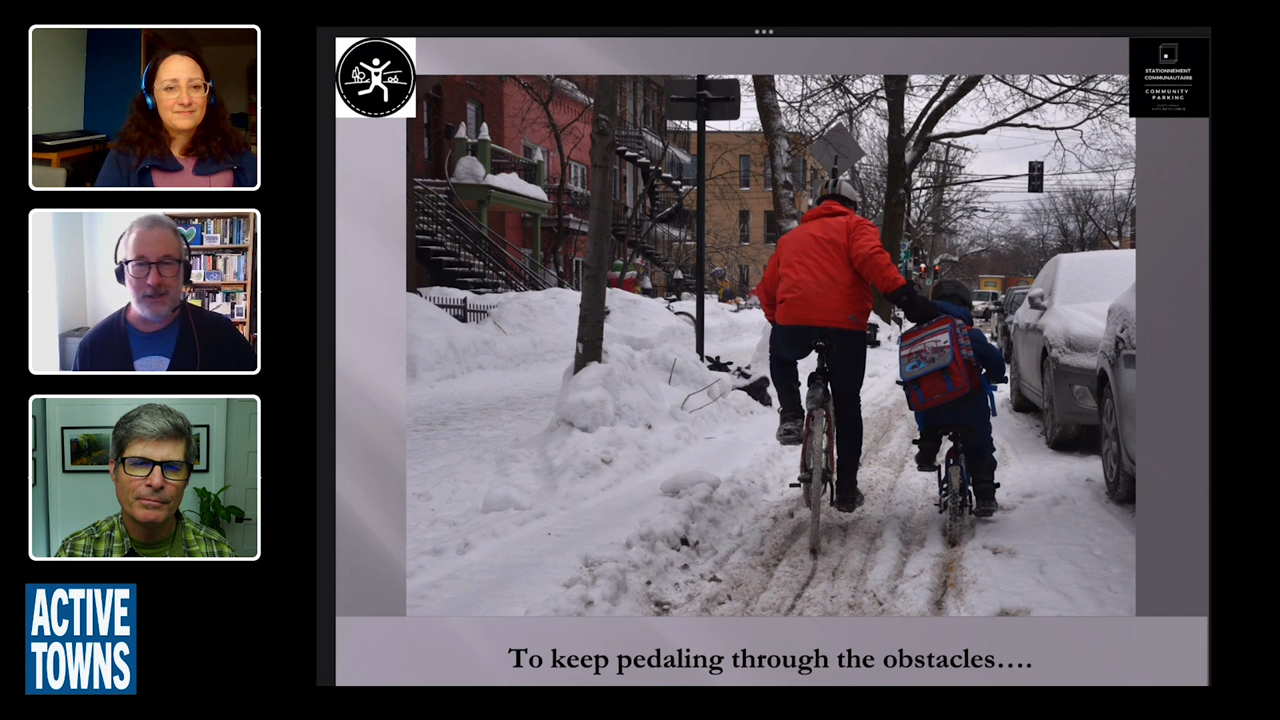 STATIONNEMENT
COMMUNAUTAIRE
COMMUNITY
PARKING
To keep pedaling through the obstacles....
ACTIVE
TOWNS